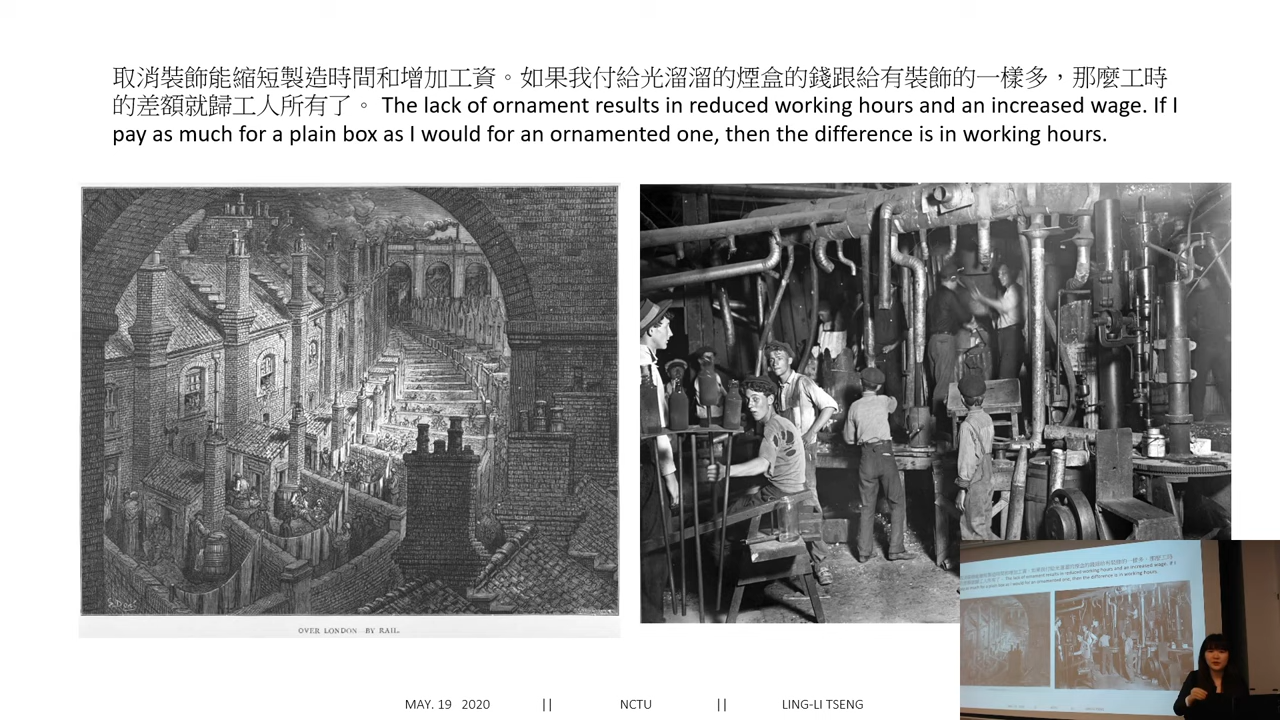 取消裝飾能縮短製造時間和增加工資。如果我付給光溜溜的煙盒的錢跟給有裝飾的一樣多，那麼工時
的差額就歸工人所有了。 The lack of ornament results in reduced working hours and an increased wage. If I
pay as much for a plain box as I would for an ornamented one, then the difference is in working hours.
OVER LONDON BY RAIL.
MAY. 19 2020 || NCTU || LING-LI TSENG